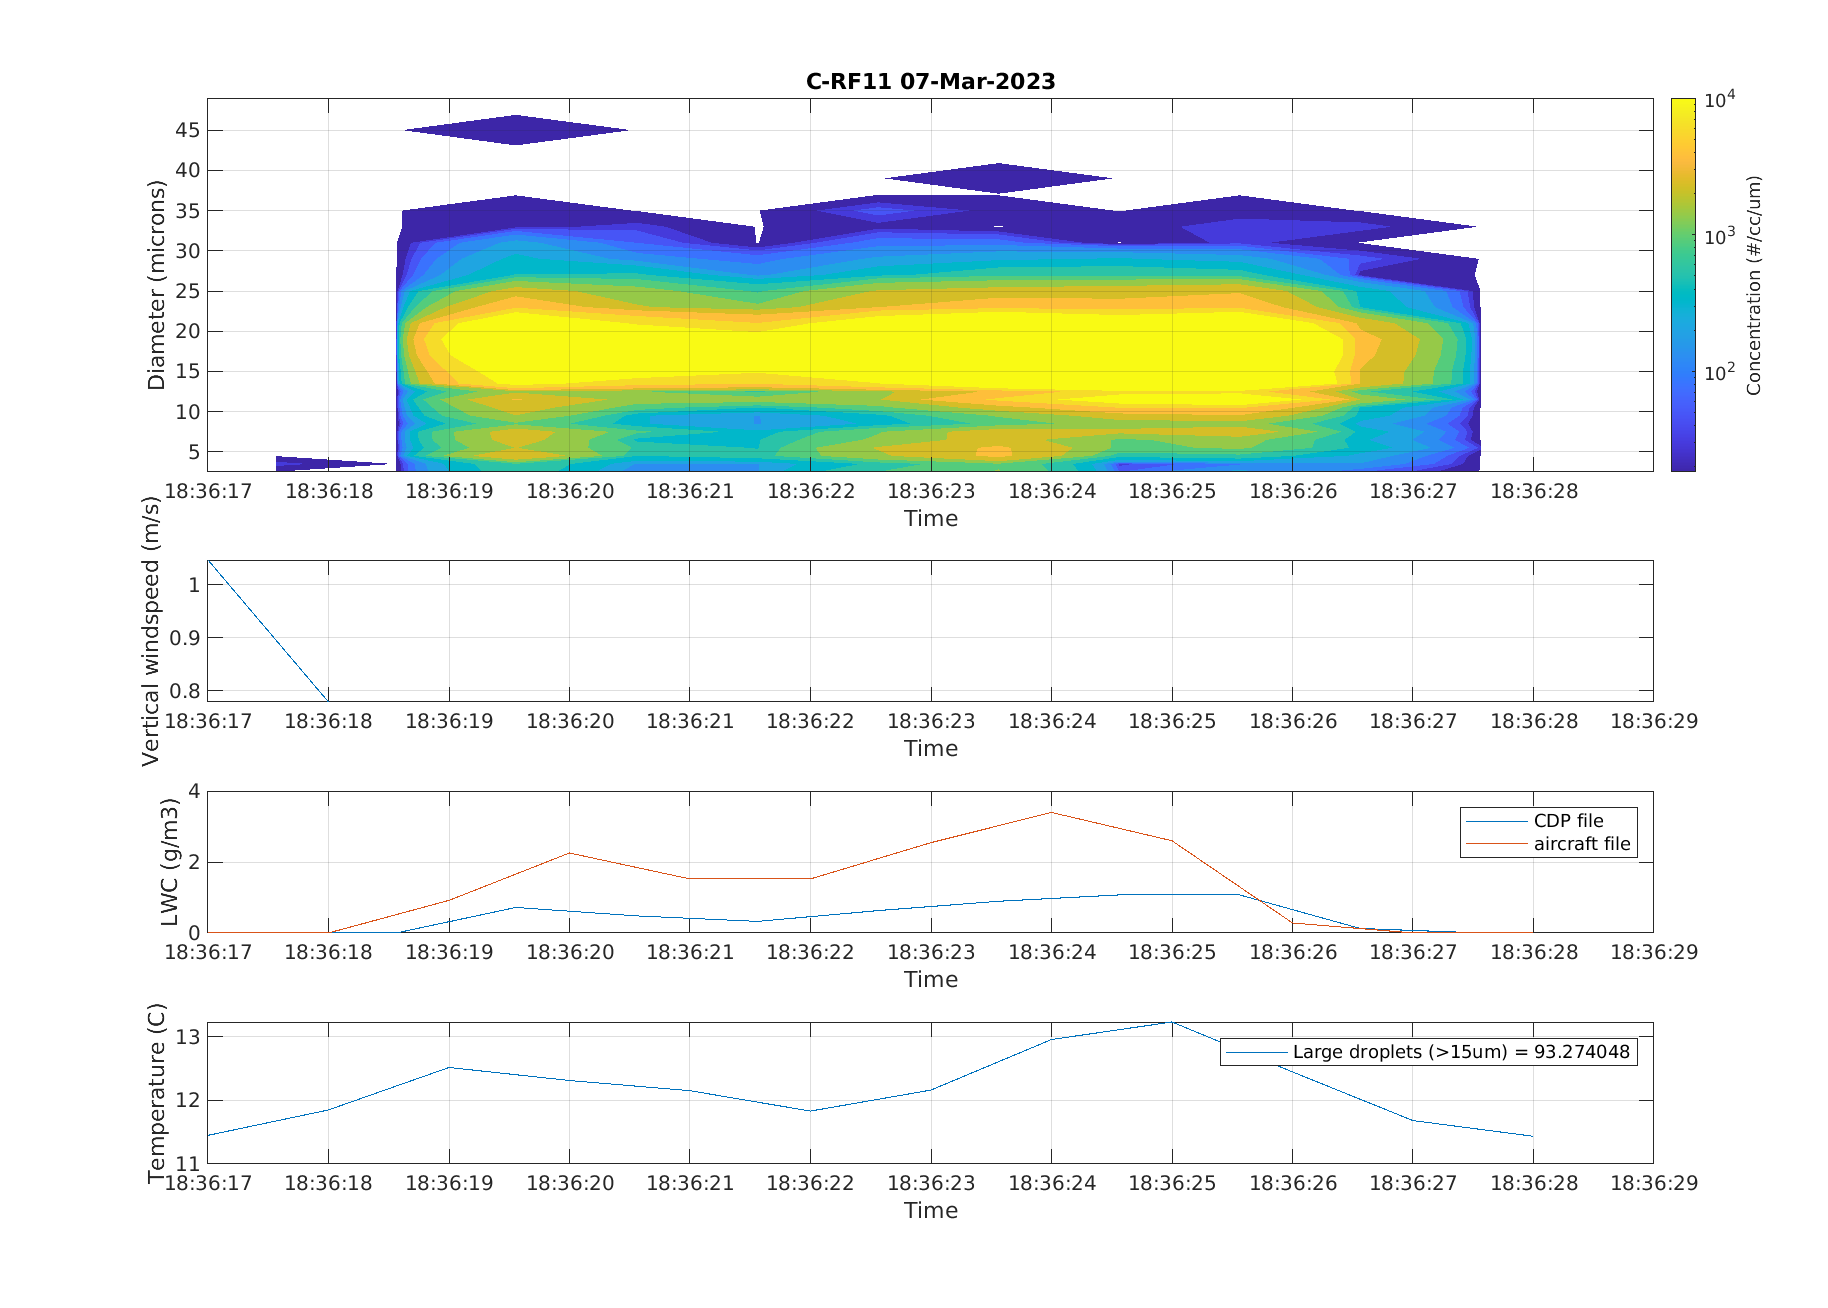 C-RF11 07-Mar-2023
Diameter (microns)
45
40
35
30
25
20
15
10
5
18:36:17 18:36:18 18:36:19 18:36:20 18:36:21 18:36:22 18:36:23 18:36:24 18:36:25 18:36:26 18:36:27 18:36:28
Time
10^4
10^3
10^2
Concentration (#/cc/um)
Vertical windspeed (m/s)
1
0.9
0.8
18:36:17 18:36:18 18:36:19 18:36:20 18:36:21 18:36:22 18:36:23 18:36:24 18:36:25 18:36:26 18:36:27 18:36:28 18:36:29
Time
LWC (g/m3)
4
2
0
CDP file
aircraft file
18:36:17 18:36:18 18:36:19 18:36:20 18:36:21 18:36:22 18:36:23 18:36:24 18:36:25 18:36:26 18:36:27 18:36:28 18:36:29
Time
Temperature (C)
13
12
11
Large droplets (>15um) = 93.274048
18:36:17 18:36:18 18:36:19 18:36:20 18:36:21 18:36:22 18:36:23 18:36:24 18:36:25 18:36:26 18:36:27 18:36:28 18:36:29
Time